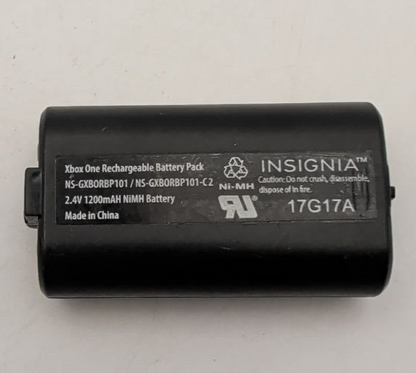 Xbox One Rechargeable Battery Pack
NS-GXBORBP101 / NS-GXBORBP101-C2
2.4V 1200mAH NiMH Battery
Made in China
Ni-MH
RU
INSIGNIA™
Caution: Do not crush, disassemble,
dispose of in fire.
17G17A